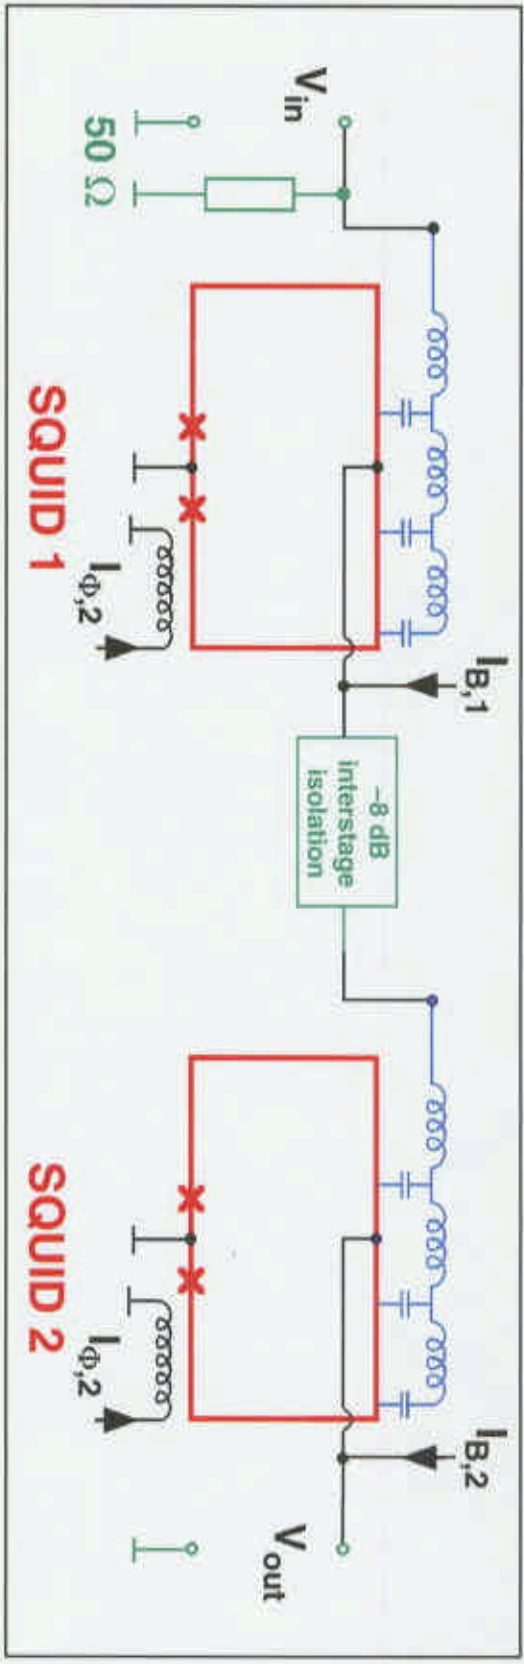 V_in
50 Ω
SQUID 1
I_Φ,2
I_B,1
–8 dB
interstage
isolation
SQUID 2
I_Φ,2
I_B,2
V_out